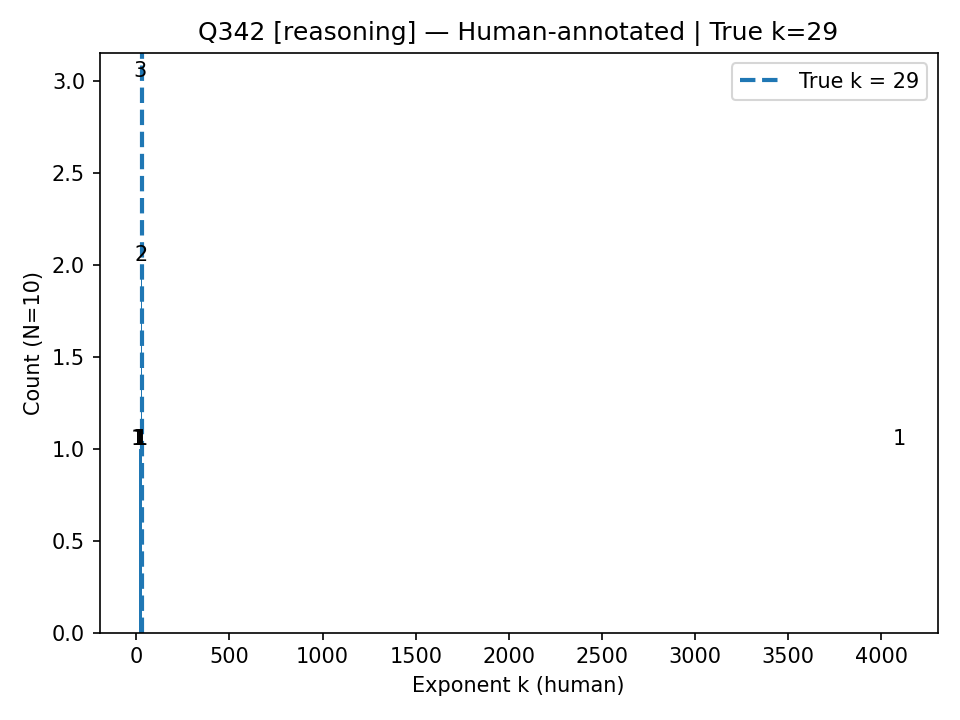 Q342 [reasoning] — Human-annotated | True k=29
True k = 29
Count (N=10)
3.0
2.5
2.0
1.5
1.0
0.5
0.0
3
2
1
1
0 500 1000 1500 2000 2500 3000 3500 4000
Exponent k (human)